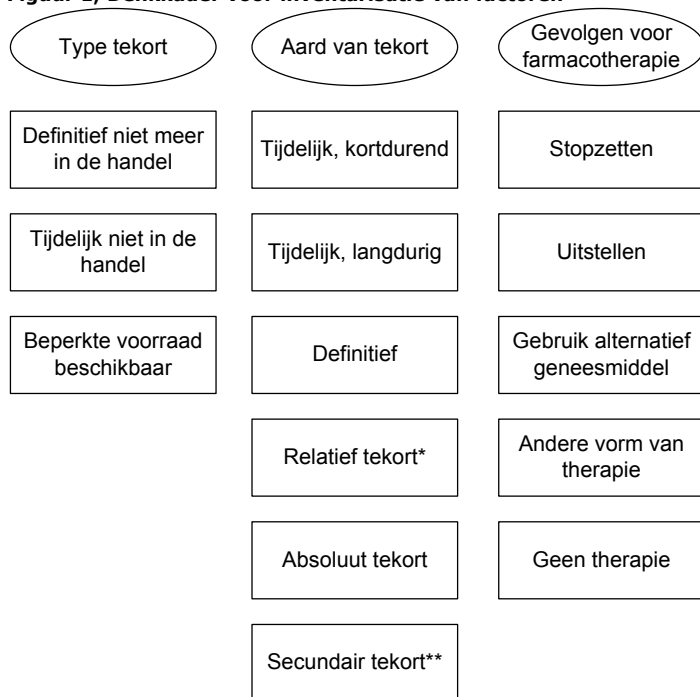 Type tekort
Aard van tekort
Gevolgen voor
farmacotherapie
Definitief niet meer
in de handel
Tijdelijk, kortdurend
Stopzetten
Tijdelijk niet in de
handel
Tijdelijk, langdurig
Uitstellen
Beperkte voorraad
beschikbaar
Definitief
Gebruik alternatief
geneesmiddel
Relatief tekort*
Andere vorm van
therapie
Absoluut tekort
Geen therapie
Secundair tekort**